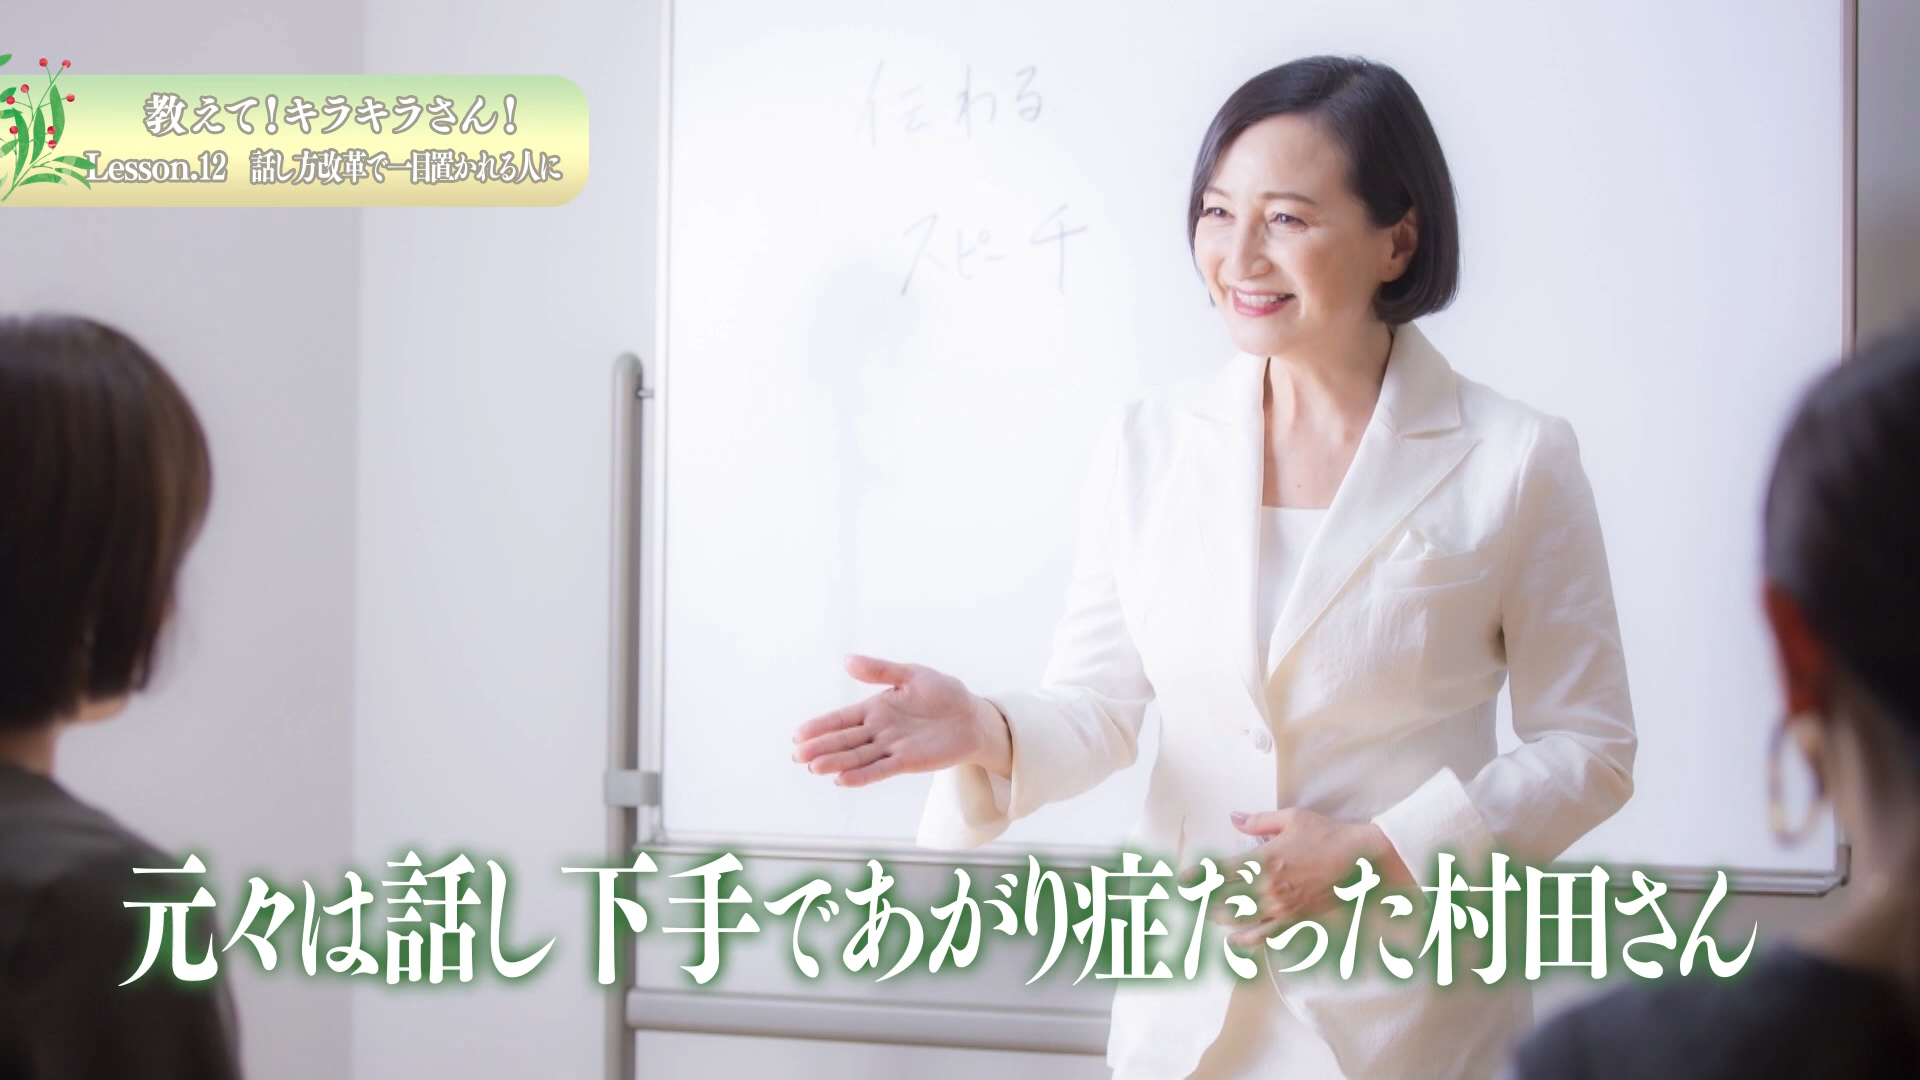 教えて!キラキラさん!
Lesson.12 話し方改革で一目置かれる人に
伝わる
スピーチ
元々は話し下手であがり症だった村田さん